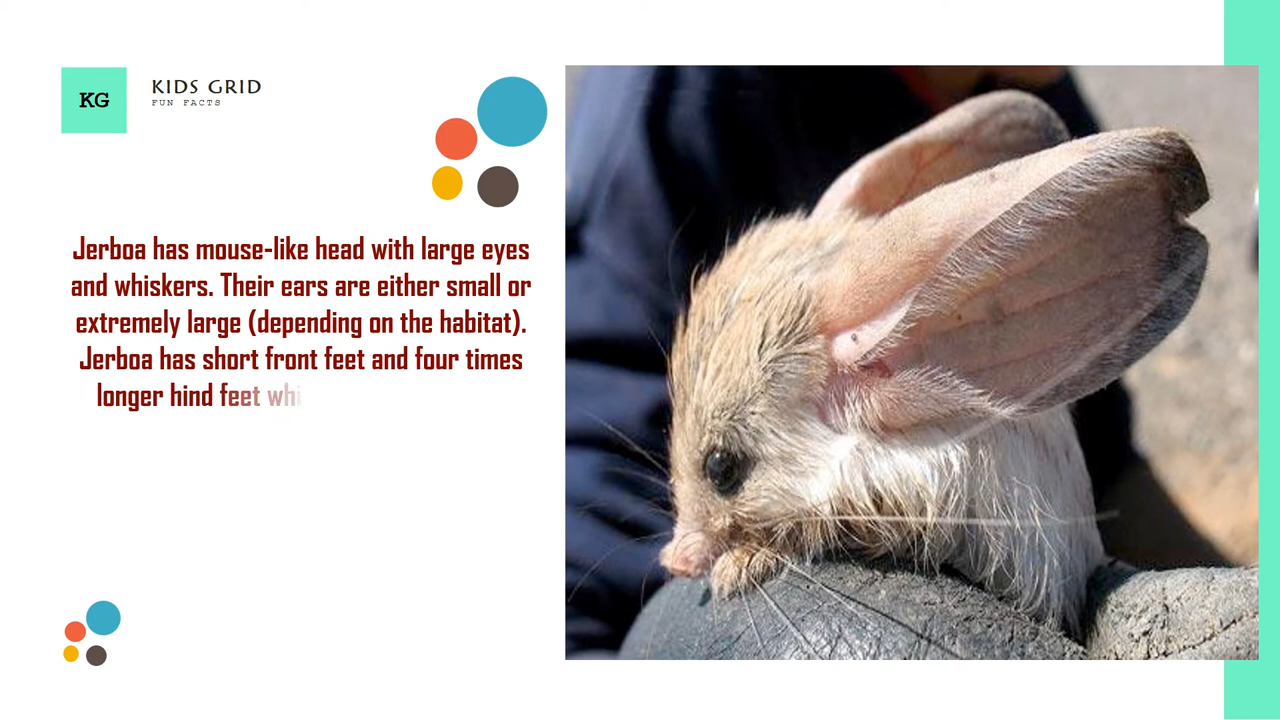 KG
KIDS GRID
FUN FACTS
Jerboa has mouse-like head with large eyes
and whiskers. Their ears are either small or
extremely large (depending on the habitat).
Jerboa has short front feet and four times
longer hind feet